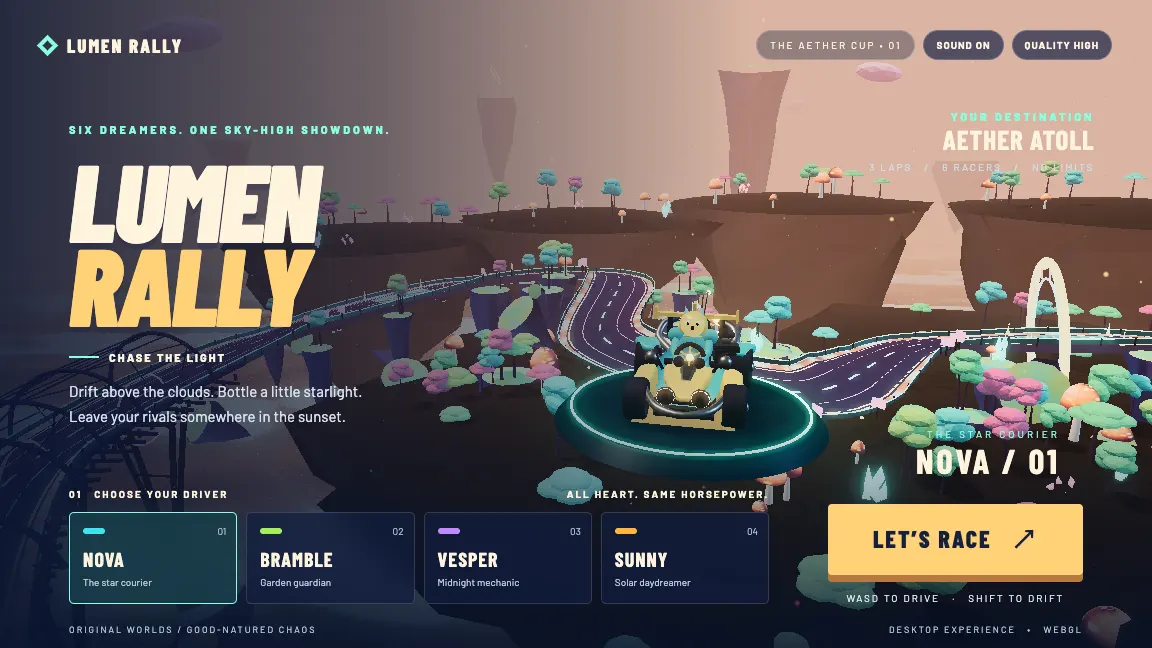 LUMEN RALLY
THE AETHER CUP • 01
SOUND ON
QUALITY HIGH
SIX DREAMERS. ONE SKY-HIGH SHOWDOWN.
YOUR DESTINATION
AETHER ATOLL
3 LAPS / 6 RACERS / NO LIMITS
LUMEN
RALLY
CHASE THE LIGHT
Drift above the clouds. Bottle a little starlight.
Leave your rivals somewhere in the sunset.
THE STAR COURIER
NOVA / 01
01 CHOOSE YOUR DRIVER
ALL HEART. SAME HORSEPOWER.
01
NOVA
The star courier
02
BRAMBLE
Garden guardian
03
VESPER
Midnight mechanic
04
SUNNY
Solar daydreamer
LET'S RACE ↗
WASD TO DRIVE · SHIFT TO DRIFT
ORIGINAL WORLDS / GOOD-NATURED CHAOS
DESKTOP EXPERIENCE • WEBGL